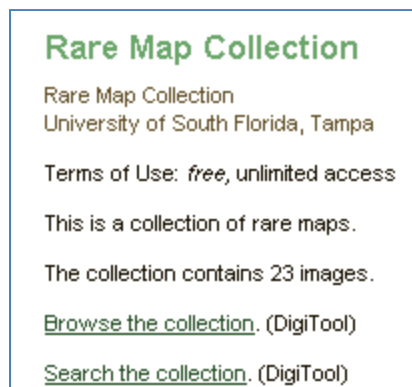 Rare Map Collection
Rare Map Collection
University of South Florida, Tampa
Terms of Use: free, unlimited access
This is a collection of rare maps.
The collection contains 23 images.
Browse the collection. (DigiTool)
Search the collection. (DigiTool)